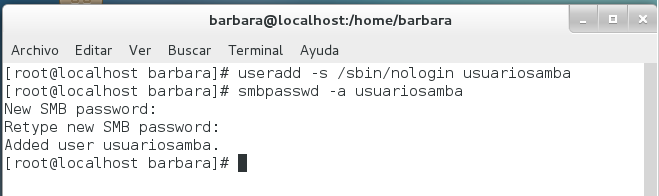 barbara@localhost:/home/barbara
Archivo Editar Ver Buscar Terminal Ayuda
[root@localhost barbara]# useradd -s /sbin/nologin usuariosamba
[root@localhost barbara]# smbpasswd -a usuariosamba
New SMB password:
Retype new SMB password:
Added user usuariosamba.
[root@localhost barbara]#